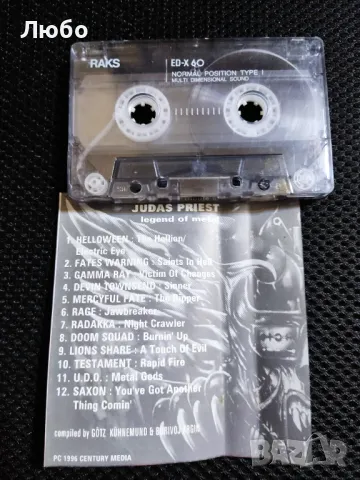 Любо
RAKS
ED-X 60
NORMAL POSITION TYPE I
MULTI DIMENSIONAL SOUND
JUDAS PRIEST
legend of metal
1. HELLOWEEN : The Hellion/
Electric Eye
2. FATES WARNING : Saints In Hell
3. GAMMA RAY : Victim Of Changes
4. DEVIN TOWNSEND : Sinner
5. MERCYFUL FATE : The Ripper
6. RAGE : Jawbreaker
7. RADAKKA : Night Crawler
8. DOOM SQUAD : Burnin' Up
9. LIONS SHARE : A Touch Of Evil
10. TESTAMENT : Rapid Fire
11. U.D.O. : Metal Gods
12. SAXON : You've Got Another
Thing Comin'
compiled by GÖTZ KÜHNEMUND & BORIVOJ KRGIN
PC 1996 CENTURY MEDIA
bazar